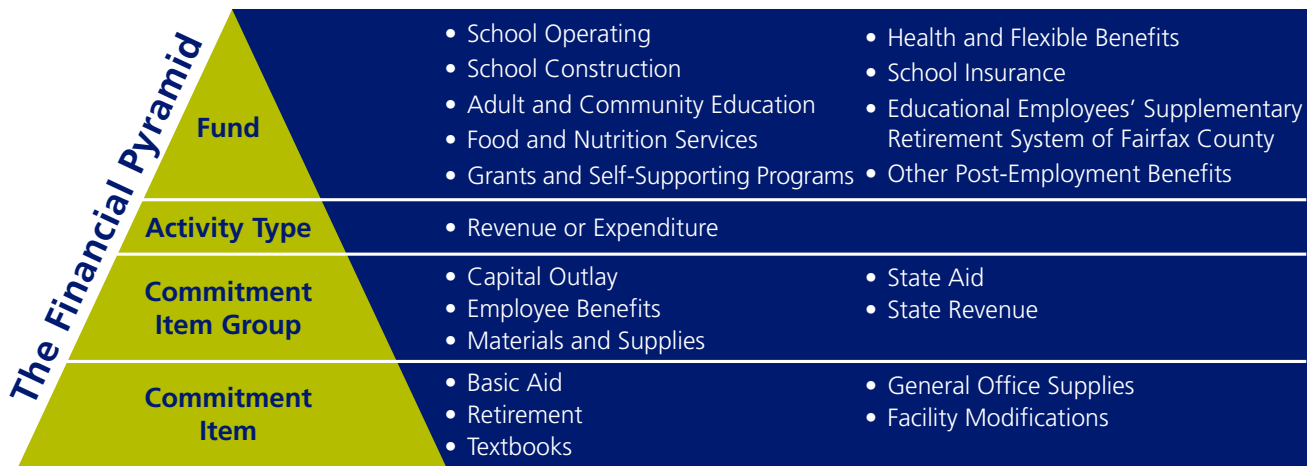 The Financial Pyramid
Fund
• School Operating
• School Construction
• Adult and Community Education
• Food and Nutrition Services
• Grants and Self-Supporting Programs
• Health and Flexible Benefits
• School Insurance
• Educational Employees’ Supplementary
Retirement System of Fairfax County
• Other Post-Employment Benefits
Activity Type
• Revenue or Expenditure
Commitment
Item Group
• Capital Outlay
• Employee Benefits
• Materials and Supplies
• State Aid
• State Revenue
Commitment
Item
• Basic Aid
• Retirement
• Textbooks
• General Office Supplies
• Facility Modifications